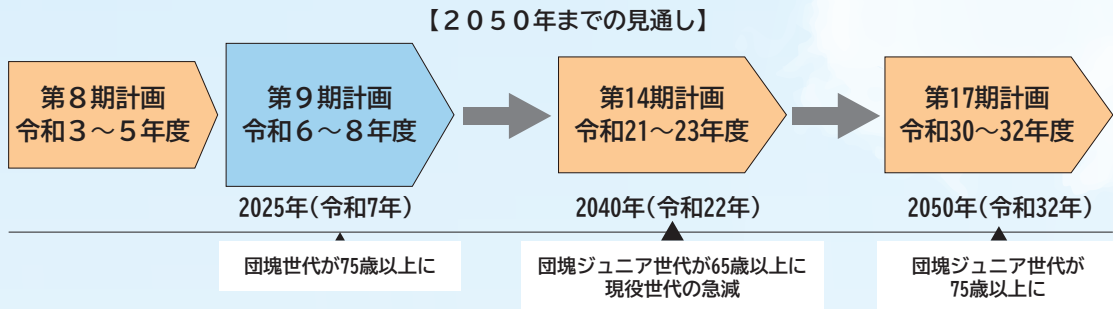 【２０５０年までの見通し】
第８期計画
令和３～５年度
第９期計画
令和６～８年度
第14期計画
令和21～23年度
第17期計画
令和30～32年度
2025年(令和7年)
2040年(令和22年)
2050年(令和32年)
団塊世代が75歳以上に
団塊ジュニア世代が65歳以上に
現役世代の急減
団塊ジュニア世代が
75歳以上に